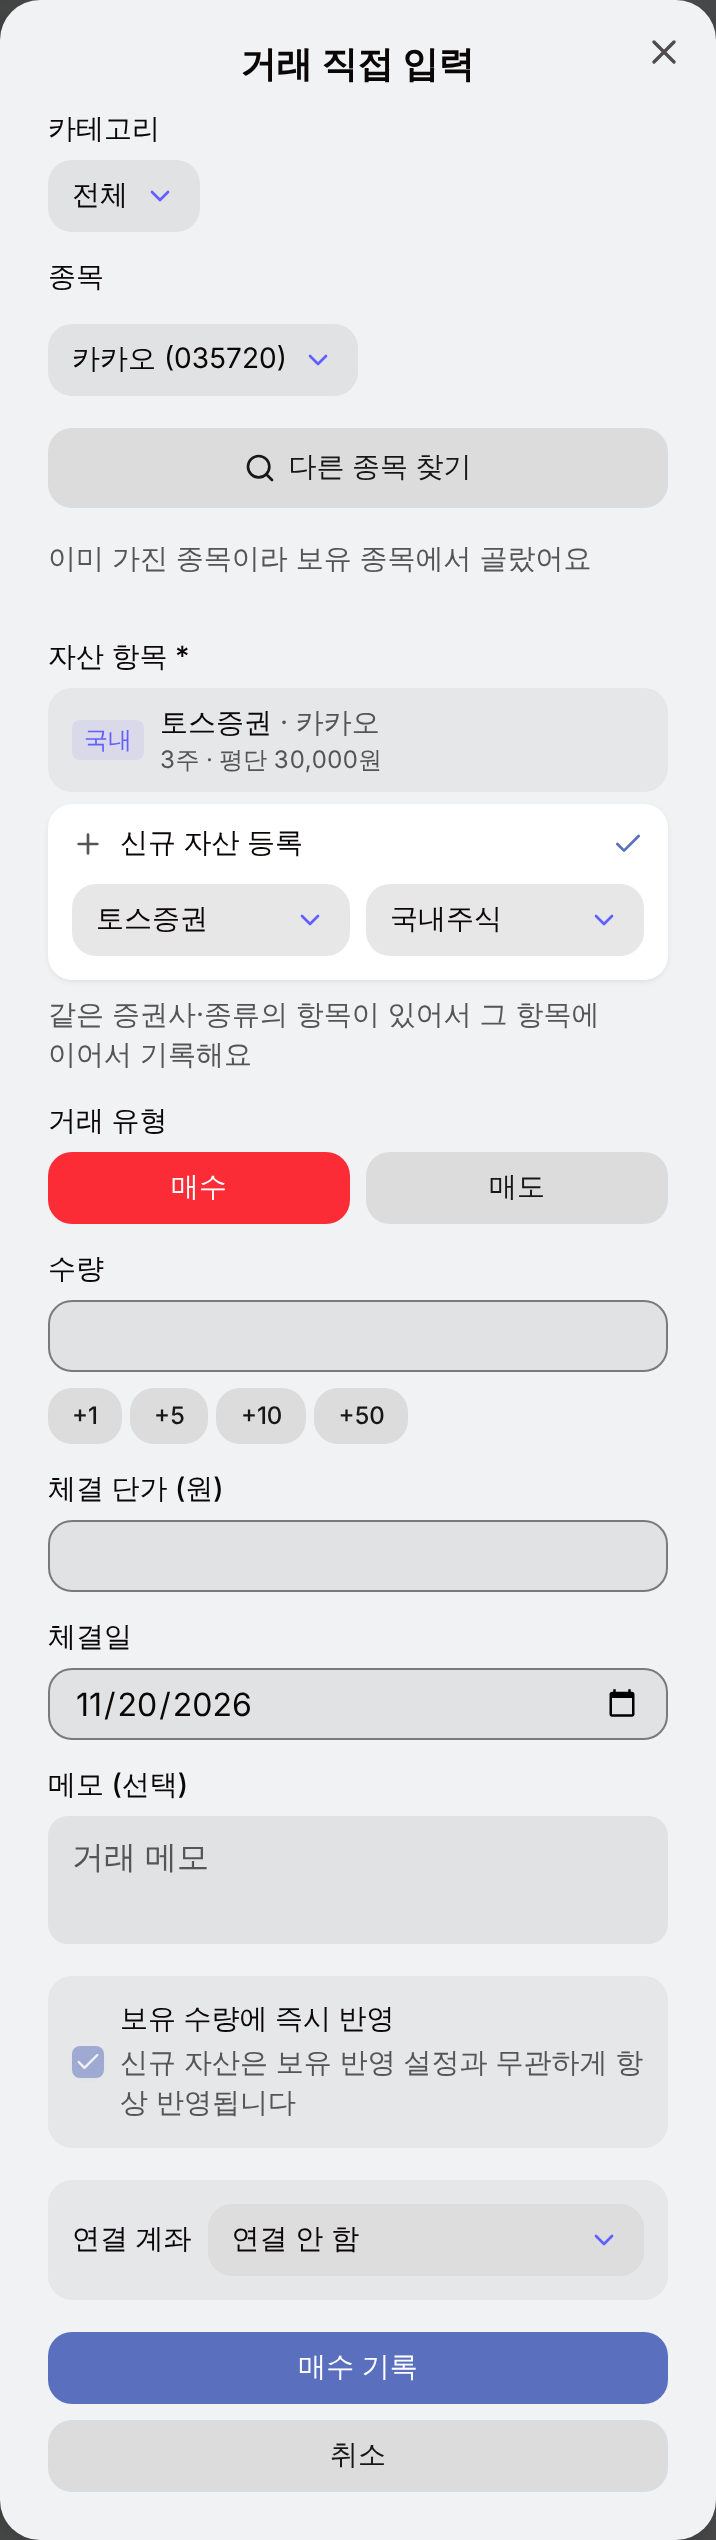 거래 직접 입력
카테고리
전체
종목
카카오 (035720)
다른 종목 찾기
이미 가진 종목이라 보유 종목에서 골랐어요
자산 항목 *
국내
토스증권 · 카카오
3주 · 평단 30,000원
신규 자산 등록
토스증권 국내주식
같은 증권사·종류의 항목이 있어서 그 항목에
이어서 기록해요
거래 유형
매수 매도
수량
+1 +5 +10 +50
체결 단가 (원)
체결일
11/20/2026
메모 (선택)
거래 메모
보유 수량에 즉시 반영
신규 자산은 보유 반영 설정과 무관하게 항
상 반영됩니다
연결 계좌 연결 안 함
매수 기록
취소